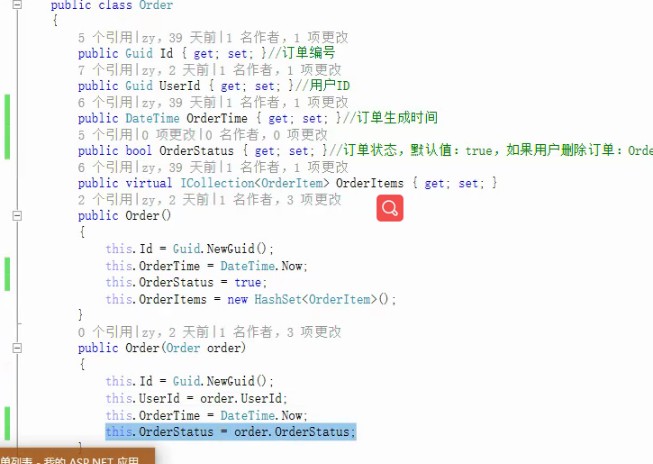 public class Order
{
5 个引用|zy, 39 天前|1 名作者, 1 项更改
public Guid Id { get; set; }//订单编号
7 个引用|zy, 2 天前|1 名作者, 1 项更改
public Guid UserId { get; set; }//用户ID
6 个引用|zy, 39 天前|1 名作者, 1 项更改
public DateTime OrderTime { get; set; }//订单生成时间
5 个引用|0 项更改|0 名作者, 0 项更改
public bool OrderStatus { get; set; }//订单状态, 默认值: true, 如果用户删除订单: Orde
6 个引用|zy, 39 天前|1 名作者, 1 项更改
public virtual ICollection<OrderItem> OrderItems { get; set; }
2 个引用|zy, 2 天前|1 名作者, 3 项更改
public Order()
{
this.Id = Guid.NewGuid();
this.OrderTime = DateTime.Now;
this.OrderStatus = true;
this.OrderItems = new HashSet<OrderItem>();
}
0 个引用|zy, 2 天前|1 名作者, 3 项更改
public Order(Order order)
{
this.Id = Guid.NewGuid();
this.UserId = order.UserId;
this.OrderTime = DateTime.Now;
this.OrderStatus = order.OrderStatus;
}
单列表 - 我的 ASP.NET 应用